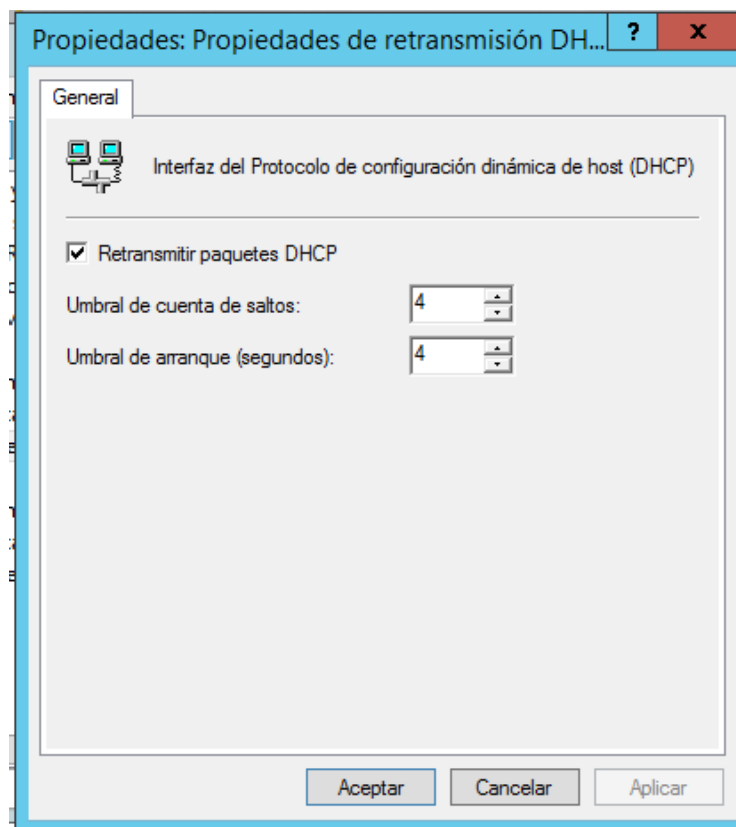 Propiedades: Propiedades de retransmisión DH...
?
x
General
Interfaz del Protocolo de configuración dinámica de host (DHCP)
Retransmitir paquetes DHCP
Umbral de cuenta de saltos: 4
Umbral de arranque (segundos): 4
Aceptar Cancelar Aplicar